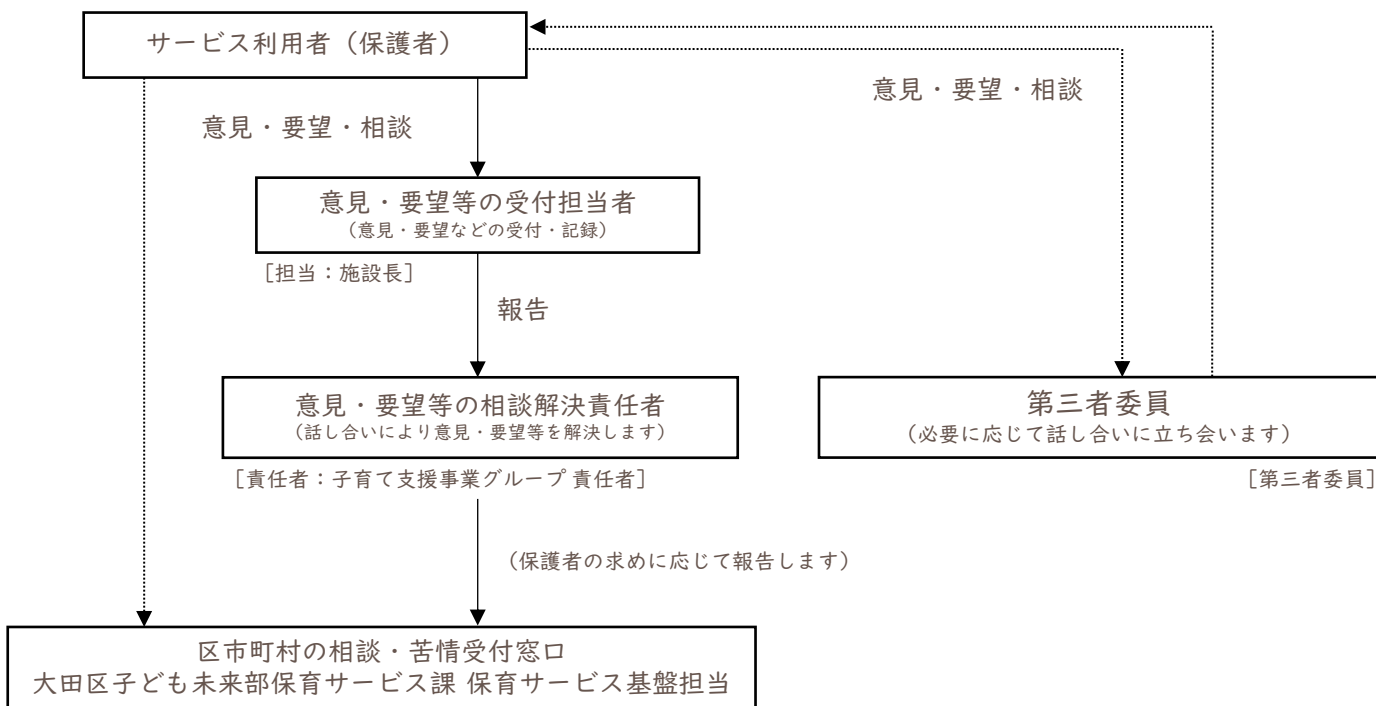 サービス利用者（保護者）
意見・要望・相談
意見・要望・相談
意見・要望等の受付担当者
（意見・要望などの受付・記録）
［担当：施設長］
報告
意見・要望等の相談解決責任者
（話し合いにより意見・要望等を解決します）
［責任者：子育て支援事業グループ 責任者］
第三者委員
（必要に応じて話し合いに立ち会います）
［第三者委員］
（保護者の求めに応じて報告します）
区市町村の相談・苦情受付窓口
大田区子ども未来部保育サービス課 保育サービス基盤担当